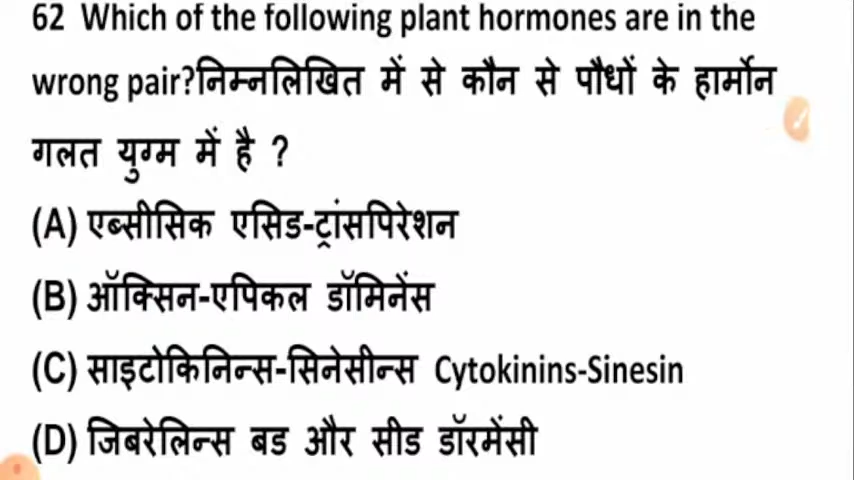 62 Which of the following plant hormones are in the
wrong pair?निम्नलिखित में से कौन से पौधों के हार्मोन
गलत युग्म में है ?
(A) एब्सीसिक एसिड-ट्रांसपिरेशन
(B) ऑक्सिन-एपिकल डॉमिनेंस
(C) साइटोकिनिन्स-सिनेसीन्स Cytokinins-Sinesin
(D) जिबरेलिन्स बड और सीड डॉरमेंसी